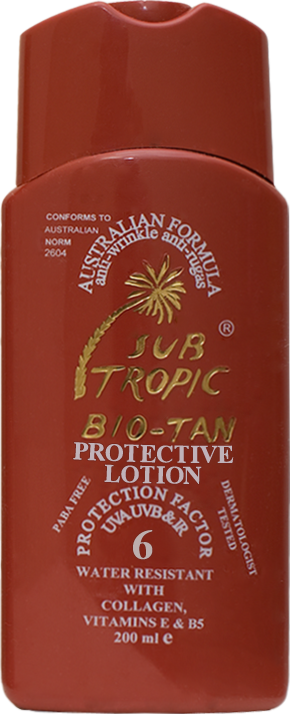 CONFORMS TO
AUSTRALIAN
NORM
2604
AUSTRALIAN FORMULA
anti-wrinkle anti-rugas
SUB ®
TROPIC
BIO-TAN
PROTECTIVE
LOTION
PABA FREE
DERMATOLOGIST
TESTED
PROTECTION FACTOR
UVA,UVB&IR
6
WATER RESISTANT
WITH
COLLAGEN,
VITAMINS E & B5
200 ml e